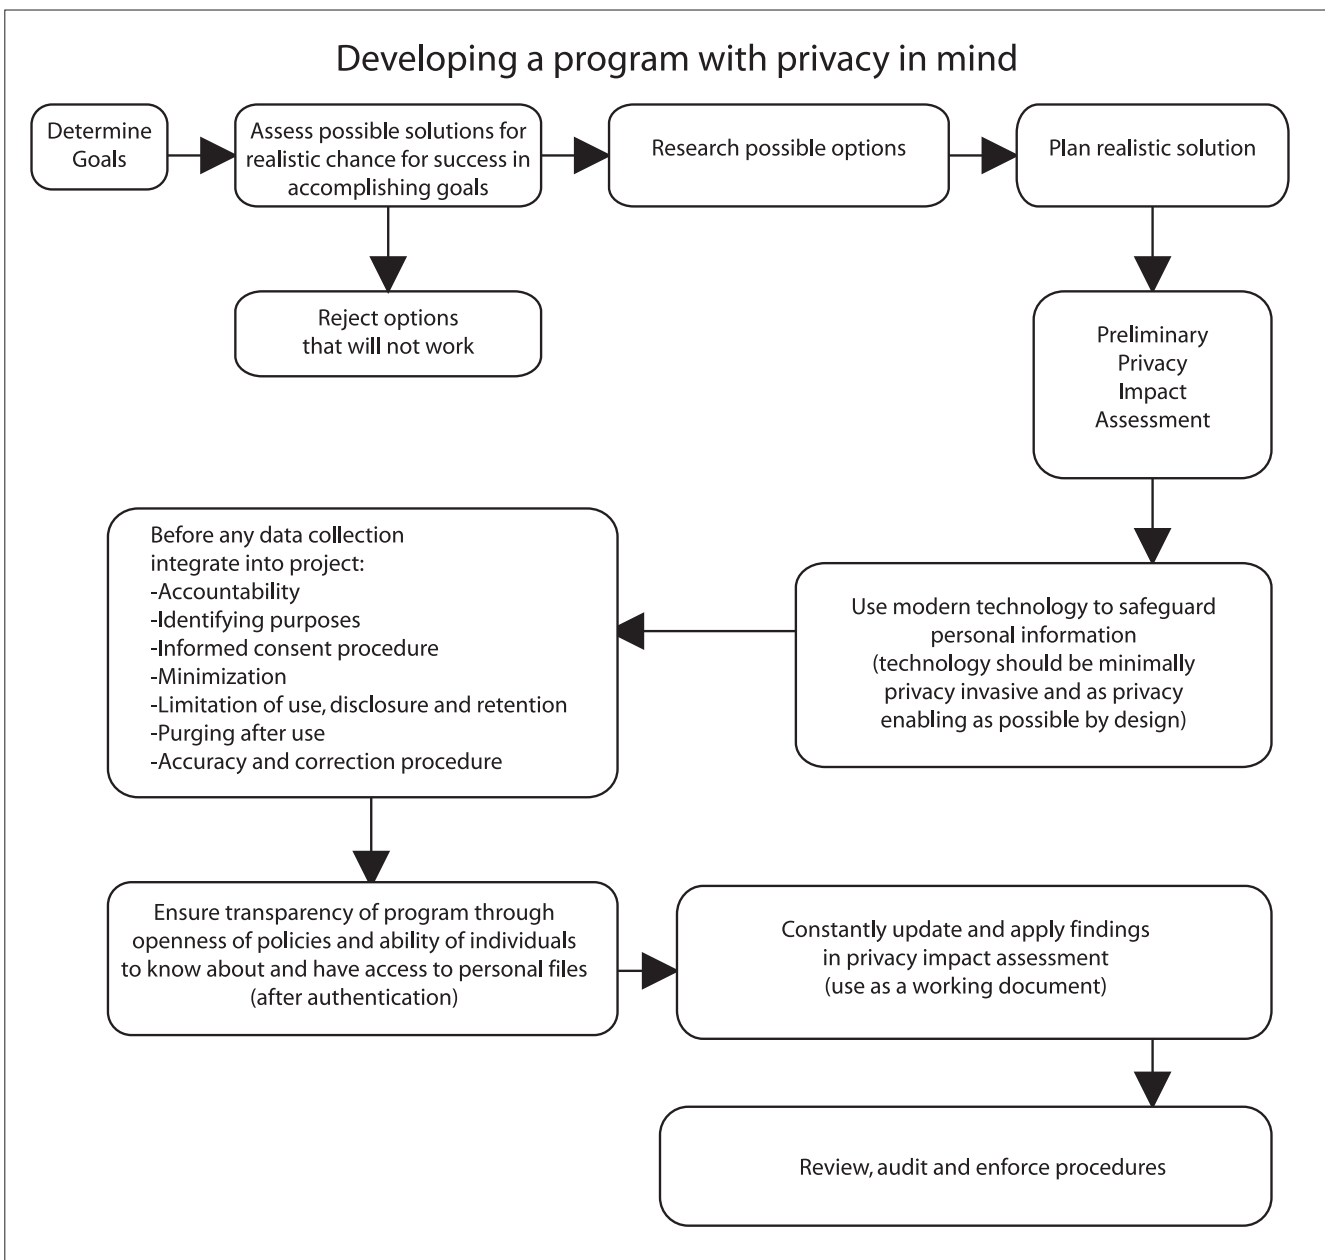 Developing a program with privacy in mind
Determine
Goals
Assess possible solutions for
realistic chance for success in
accomplishing goals
Research possible options
Plan realistic solution
Reject options
that will not work
Preliminary
Privacy
Impact
Assessment
Before any data collection
integrate into project:
-Accountability
-Identifying purposes
-Informed consent procedure
-Minimization
-Limitation of use, disclosure and retention
-Purging after use
-Accuracy and correction procedure
Use modern technology to safeguard
personal information
(technology should be minimally
privacy invasive and as privacy
enabling as possible by design)
Ensure transparency of program through
openness of policies and ability of individuals
to know about and have access to personal files
(after authentication)
Constantly update and apply findings
in privacy impact assessment
(use as a working document)
Review, audit and enforce procedures